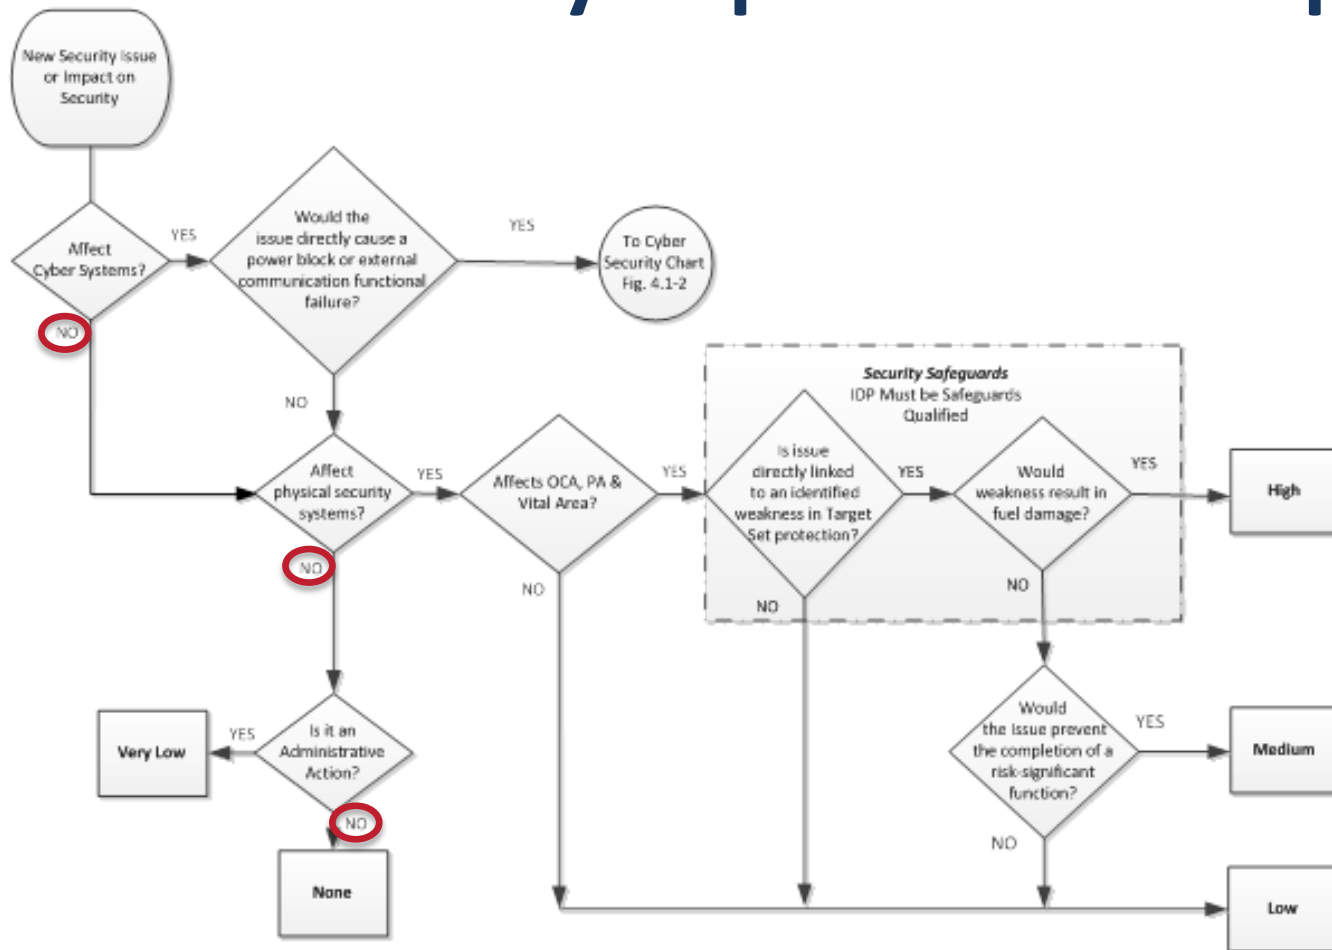 New Security Issue
or Impact on
Security
Affect
Cyber Systems?
YES
NO
Would the
issue directly cause a
power block or external
communication functional
failure?
YES
To Cyber
Security Chart
Fig. 4.1-2
NO
Affect
physical security
systems?
YES
NO
Affects OCA, PA &
Vital Area?
YES
NO
Security Safeguards
IDP Must be Safeguards
Qualified
Is issue
directly linked
to an identified
weakness in Target
Set protection?
YES
NO
Would
weakness result in
fuel damage?
YES
NO
High
Is it an
Administrative
Action?
YES
Very Low
NO
None
Would
the issue prevent
the completion of a
risk-significant
function?
YES
Medium
NO
Low